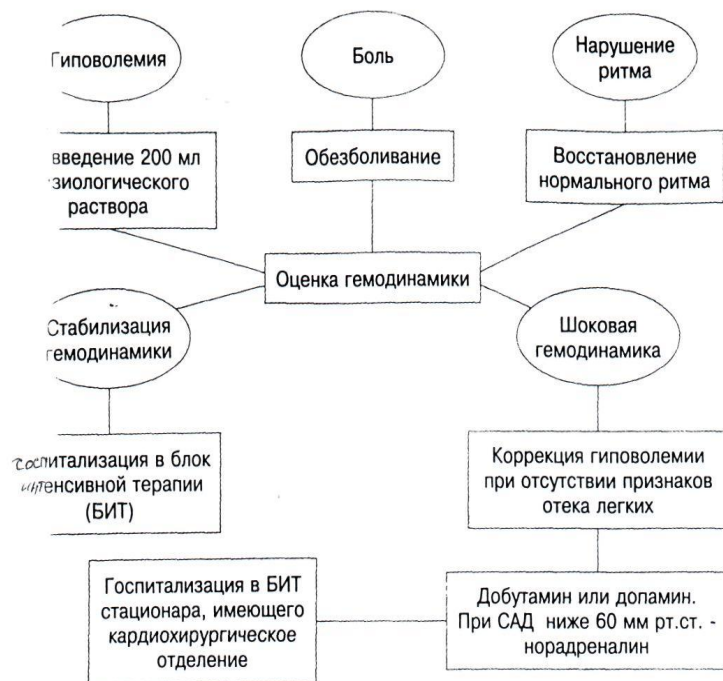 Гиповолемия
введение 200 мл
зиологического
раствора
Боль
Обезболивание
Нарушение
ритма
Восстановление
нормального ритма
Оценка гемодинамики
Стабилизация
гемодинамики
госпитализация в блок
интенсивной терапии
(БИТ)
Шоковая
гемодинамика
Коррекция гиповолемии
при отсутствии признаков
отека легких
Добутамин или допамин.
При САД ниже 60 мм рт.ст. -
норадреналин
Госпитализация в БИТ
стационара, имеющего
кардиохирургическое
отделение